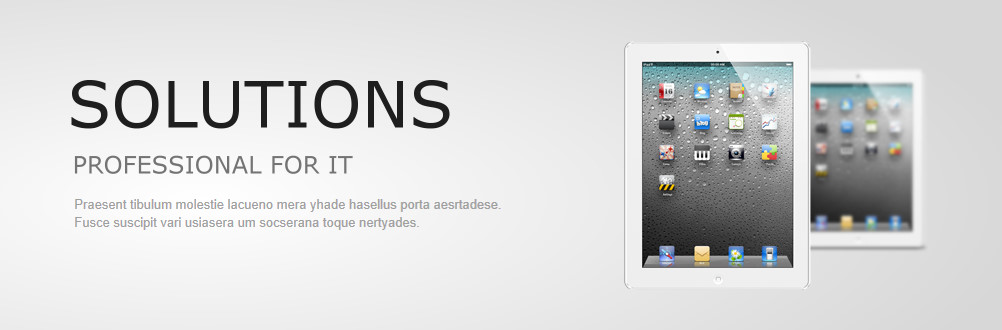 SOLUTIONS
PROFESSIONAL FOR IT
Praesent tibulum molestie lacueno mera yhade hasellus porta aesrtadese.
Fusce suscipit vari usiasera um socserana toque nertyades.